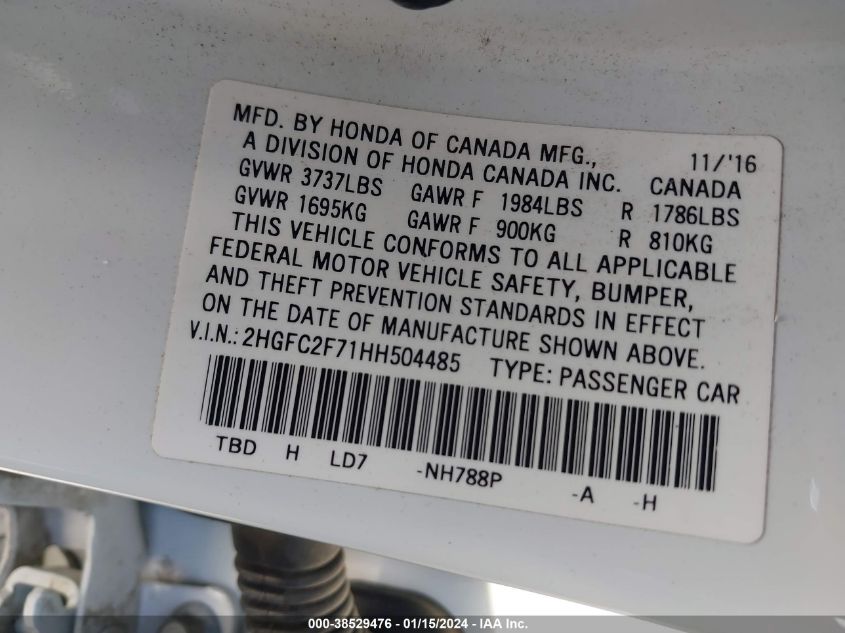 MFD. BY HONDA OF CANADA MFG., 11/'16
A DIVISION OF HONDA CANADA INC. CANADA
GVWR 3737LBS GAWR F 1984LBS R 1786LBS
GVWR 1695KG GAWR F 900KG R 810KG
THIS VEHICLE CONFORMS TO ALL APPLICABLE
FEDERAL MOTOR VEHICLE SAFETY, BUMPER,
AND THEFT PREVENTION STANDARDS IN EFFECT
ON THE DATE OF MANUFACTURE SHOWN ABOVE.
V.I.N.: 2HGFC2F71HH504485 TYPE: PASSENGER CAR
TBD H LD7 -NH788P -A -H
000-38529476 - 01/15/2024 - IAA Inc.